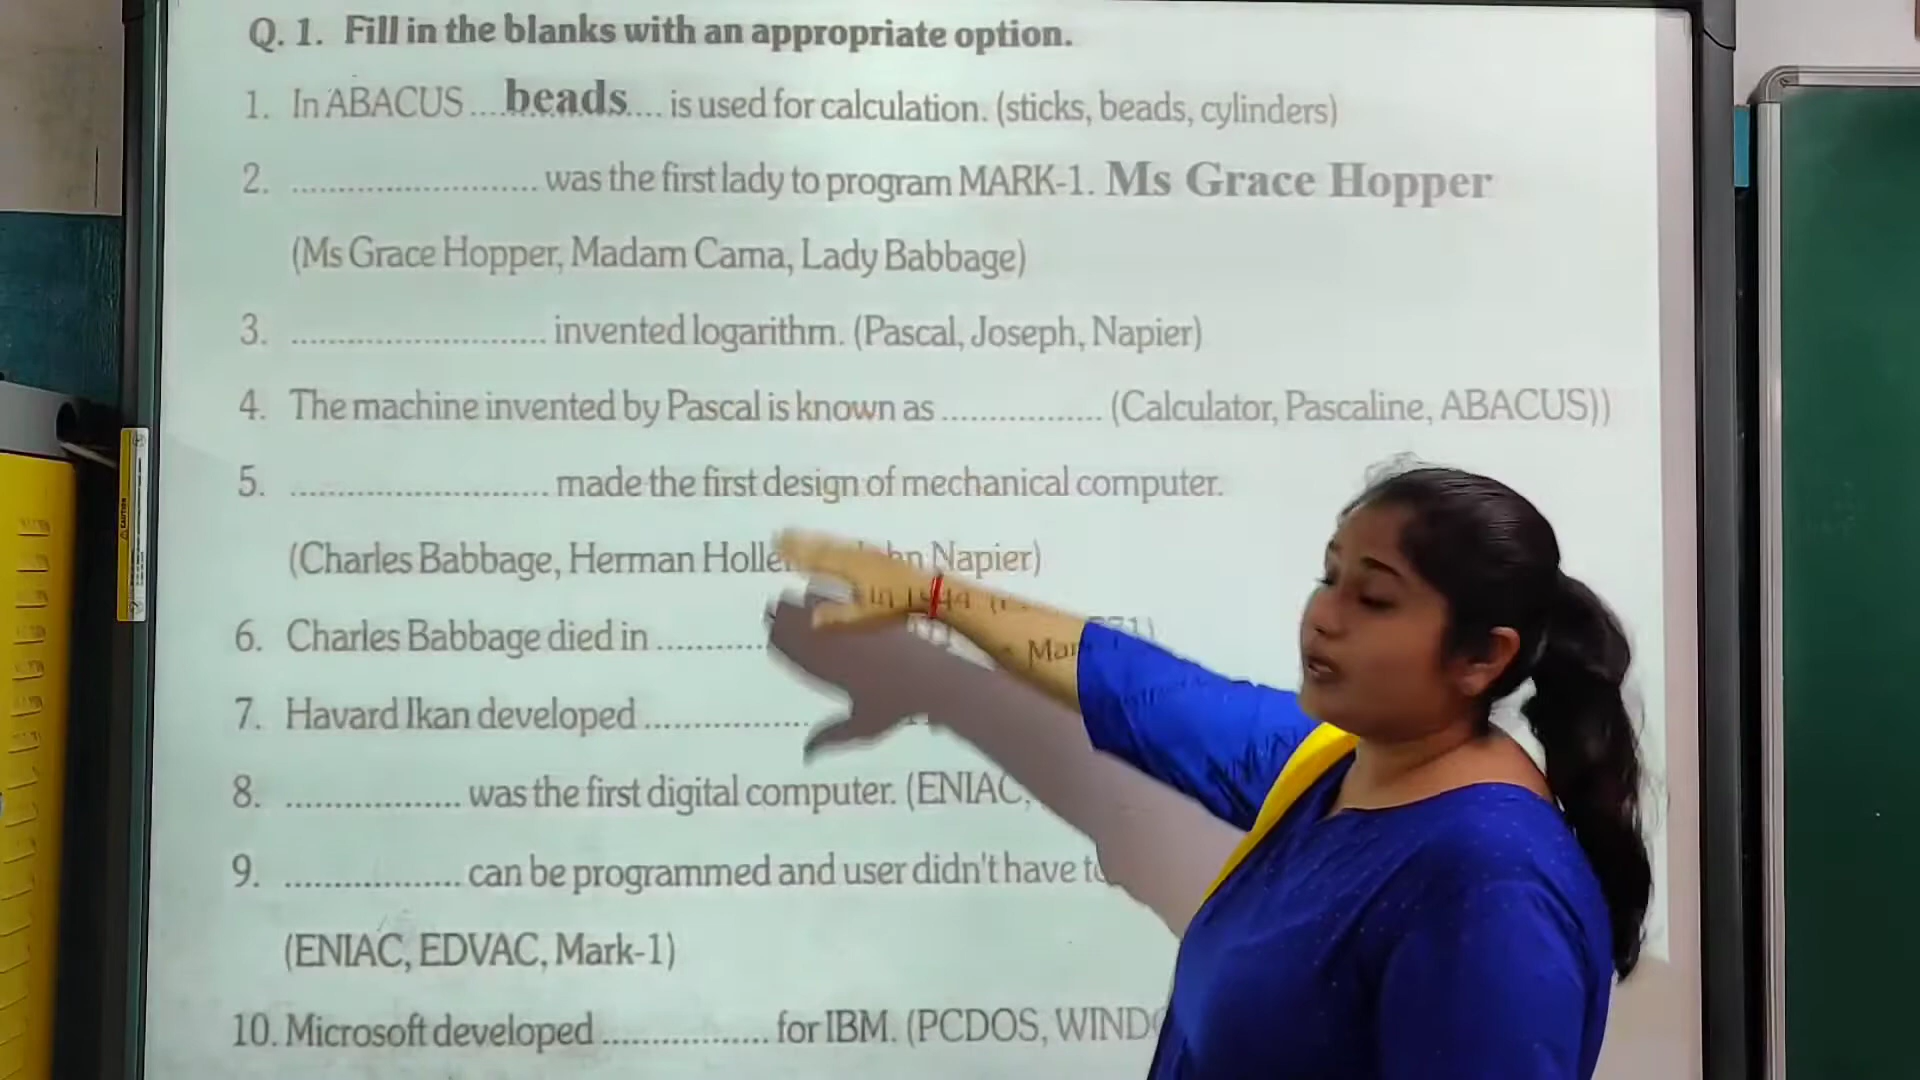 Q. 1. Fill in the blanks with an appropriate option.
1. In ABACUS ....beads.... is used for calculation. (sticks, beads, cylinders)
2. ........................... was the first lady to program MARK-1. Ms Grace Hopper
(Ms Grace Hopper, Madam Cama, Lady Babbage)
3. ............................ invented logarithm. (Pascal, Joseph, Napier)
4. The machine invented by Pascal is known as ................. (Calculator, Pascaline, ABACUS))
5. ............................ made the first design of mechanical computer.
(Charles Babbage, Herman Napier)
6. Charles Babbage died in ............ in 1944
7. Havard Ikan developed ..................
8. ................... was the first digital computer. (ENIAC,
9. ................... can be programmed and user didn't have
(ENIAC, EDVAC, Mark-1)
10. Microsoft developed .................. for IBM. (PCDOS,